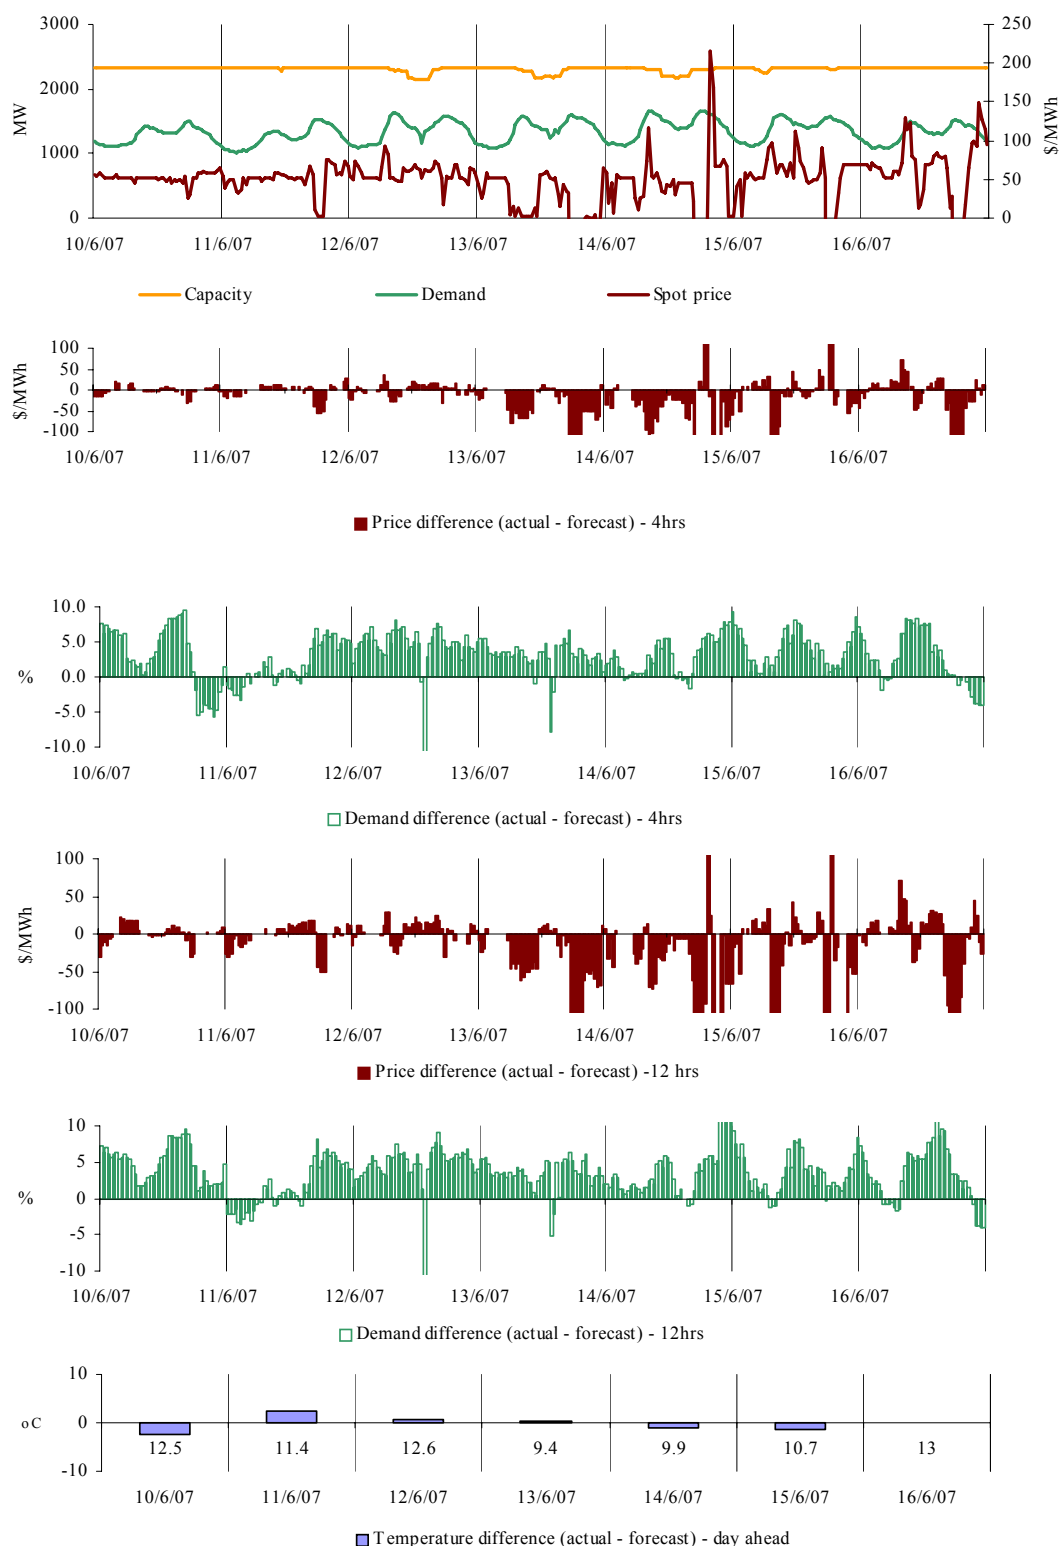 3000 250
200
2000 150
MW $/MWh
1000 100
50
0 0
10/6/07 11/6/07 12/6/07 13/6/07 14/6/07 15/6/07 16/6/07
Capacity Demand Spot price
100
50
$/MWh 0
-50
-100
10/6/07 11/6/07 12/6/07 13/6/07 14/6/07 15/6/07 16/6/07
Price difference (actual - forecast) - 4hrs
10.0
5.0
% 0.0
-5.0
-10.0
10/6/07 11/6/07 12/6/07 13/6/07 14/6/07 15/6/07 16/6/07
Demand difference (actual - forecast) - 4hrs
100
50
$/MWh 0
-50
-100
10/6/07 11/6/07 12/6/07 13/6/07 14/6/07 15/6/07 16/6/07
Price difference (actual - forecast) -12 hrs
10
5
% 0
-5
-10
10/6/07 11/6/07 12/6/07 13/6/07 14/6/07 15/6/07 16/6/07
Demand difference (actual - forecast) - 12hrs
10
oC 0
12.5 11.4 12.6 9.4 9.9 10.7 13
-10
10/6/07 11/6/07 12/6/07 13/6/07 14/6/07 15/6/07 16/6/07
Temperature difference (actual - forecast) - day ahead